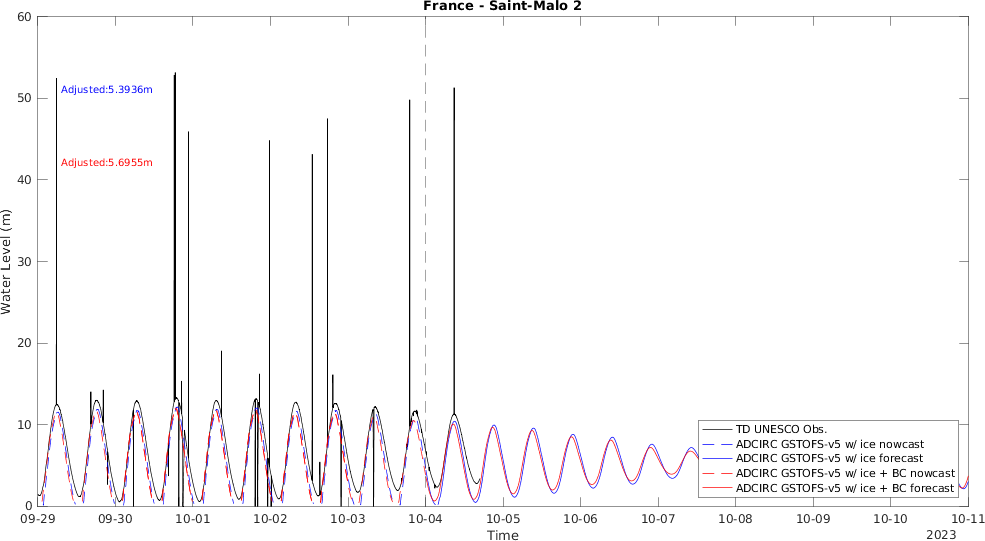 France - Saint-Malo 2
60
50
40
30
20
10
0
Water Level (m)
Adjusted:5.3936m
Adjusted:5.6955m
TD UNESCO Obs.
ADCIRC GSTOFS-v5 w/ ice nowcast
ADCIRC GSTOFS-v5 w/ ice forecast
ADCIRC GSTOFS-v5 w/ ice + BC nowcast
ADCIRC GSTOFS-v5 w/ ice + BC forecast
09-29 09-30 10-01 10-02 10-03 10-04 10-05 10-06 10-07 10-08 10-09 10-10 10-11
Time
2023